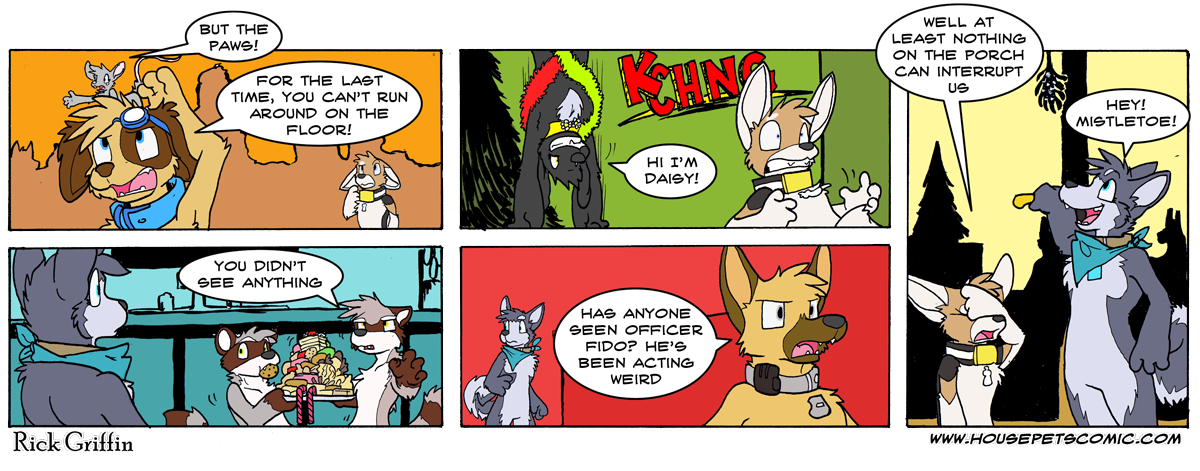 BUT THE
PAWS!
FOR THE LAST
TIME, YOU CAN'T RUN
AROUND ON THE
FLOOR!
KCHNG
HI I'M
DAISY!
YOU DIDN'T
SEE ANYTHING
HAS ANYONE
SEEN OFFICER
FIDO? HE'S
BEEN ACTING
WEIRD
WELL AT
LEAST NOTHING
ON THE PORCH
CAN INTERRUPT
US
HEY!
MISTLETOE!
Rick Griffin
WWW.HOUSEPETSCOMIC.COM